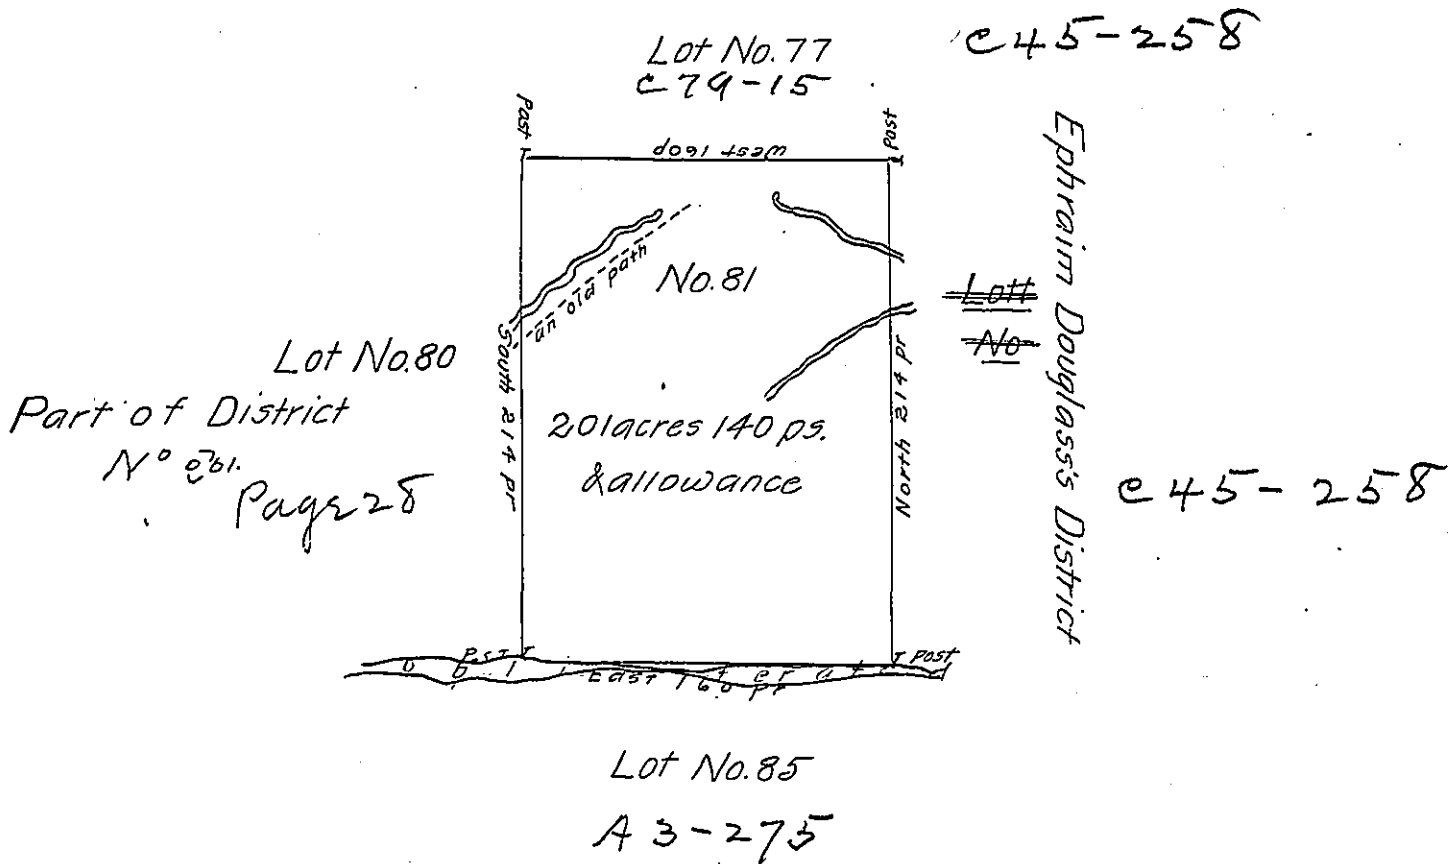 Lot No. 77
C79-15
C45-258
Post
Post
West 160p
Ephraim Douglass's District
an old path
No. 81
Lott
No
Lot No. 80
South 214 pr
North 214 pr
Part of District
Page 28
201 acres 140 ps.
& allowance
C45-258
Pst
Post
obliterated
East 160 pr
Lot No. 85
A3-275